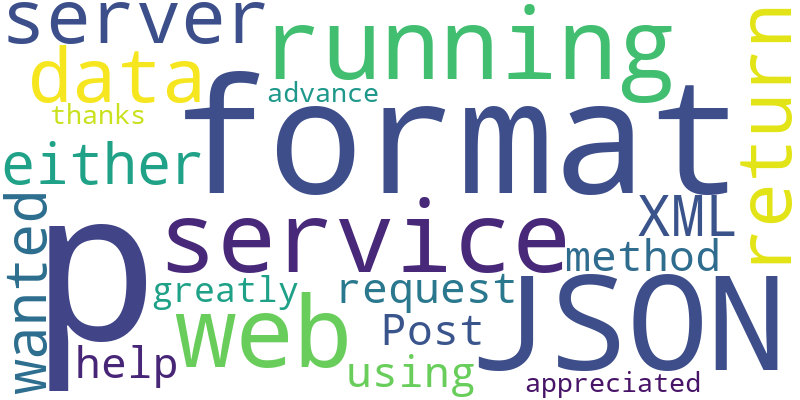 server
running
return
data
advance
format
thanks
either
wanted
p
service
XML
method
greatly
request
JSON
web
Post
help
using
appreciated